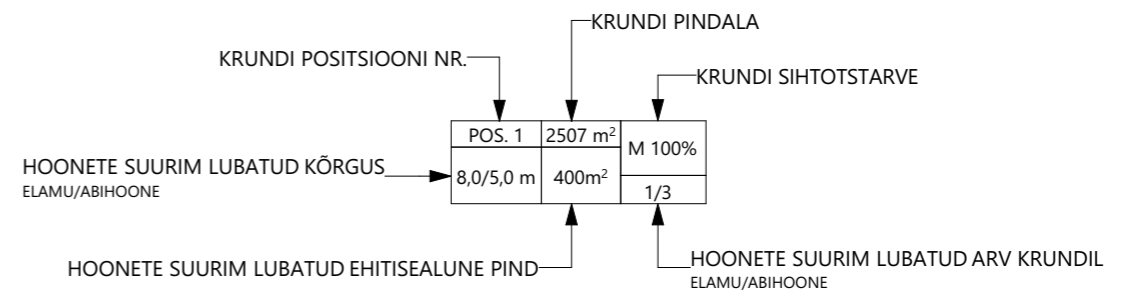 KRUNDI PINDALA
KRUNDI POSITSIOONI NR.
KRUNDI SIHTOTSTARVE
POS. 1 2507 m² M 100%
HOONETE SUURIM LUBATUD KÕRGUS
ELAMU/ABIHOONE
8,0/5,0 m 400m² 1/3
HOONETE SUURIM LUBATUD EHITISEALUNE PIND
HOONETE SUURIM LUBATUD ARV KRUNDIL
ELAMU/ABIHOONE